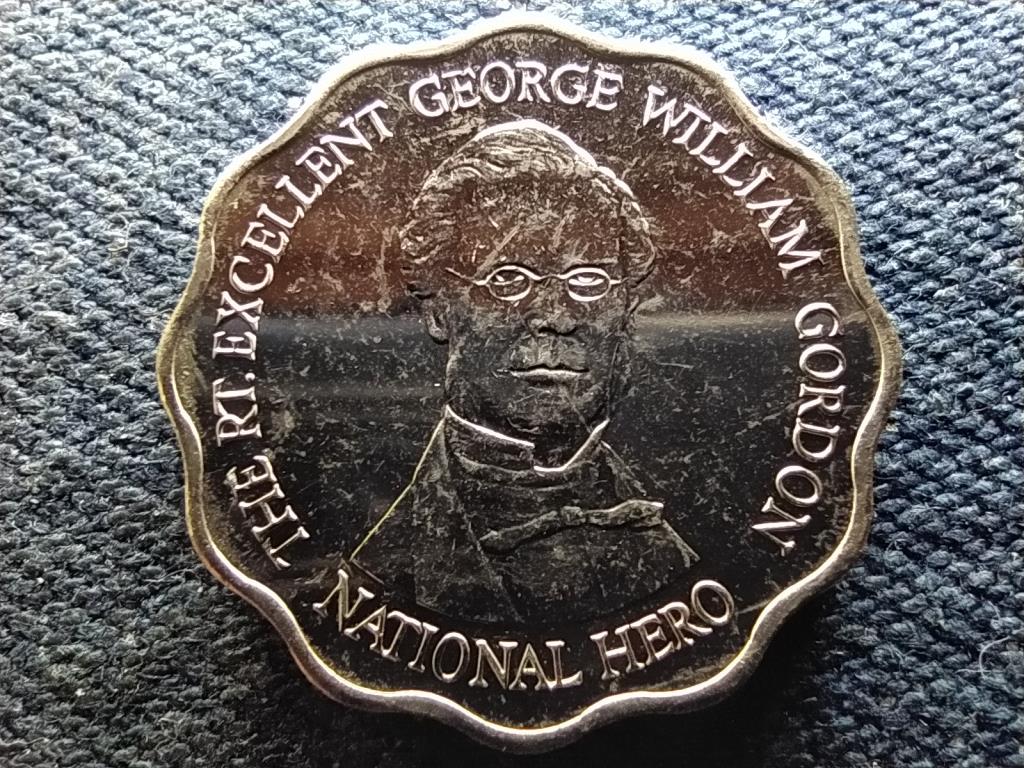 THE RT. EXCELLENT GEORGE WILLIAM GORDON
NATIONAL HERO